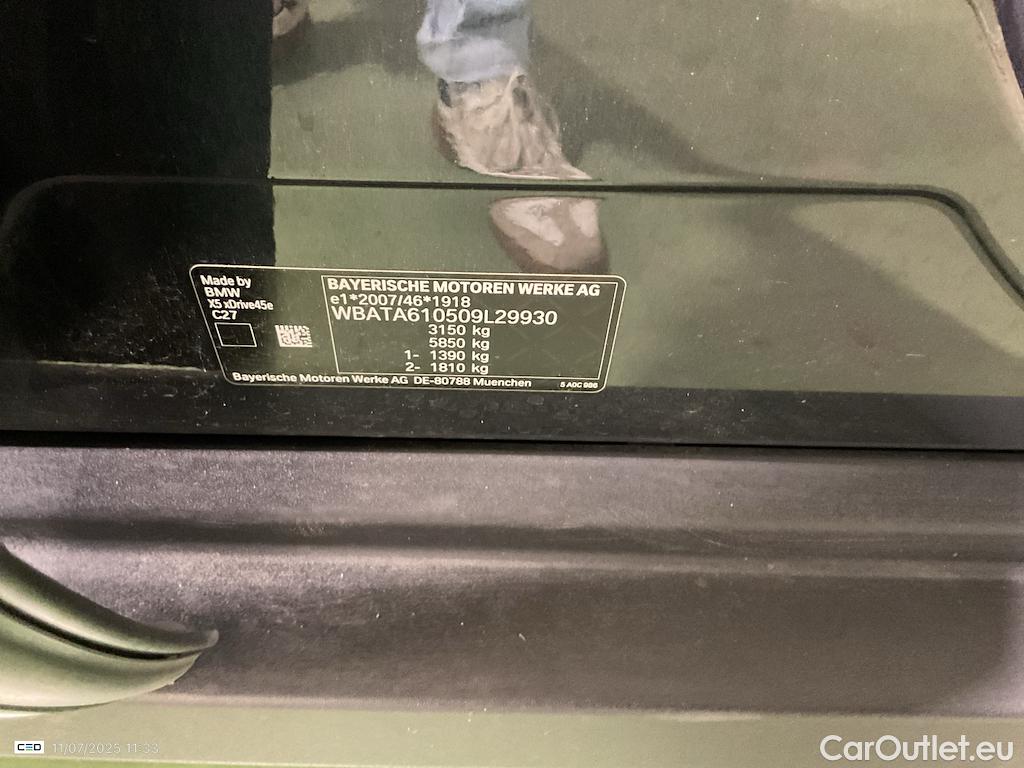 Made by
BMW
X5 xDrive45e
C27
BAYERISCHE MOTOREN WERKE AG
e1*2007/46*1918
WBATA610509L29930
3150 kg
5850 kg
1- 1390 kg
2- 1810 kg
Bayerische Motoren Werke AG DE-80788 Muenchen
5 A0C 986
11/07/2025 11:33
CarOutlet.eu